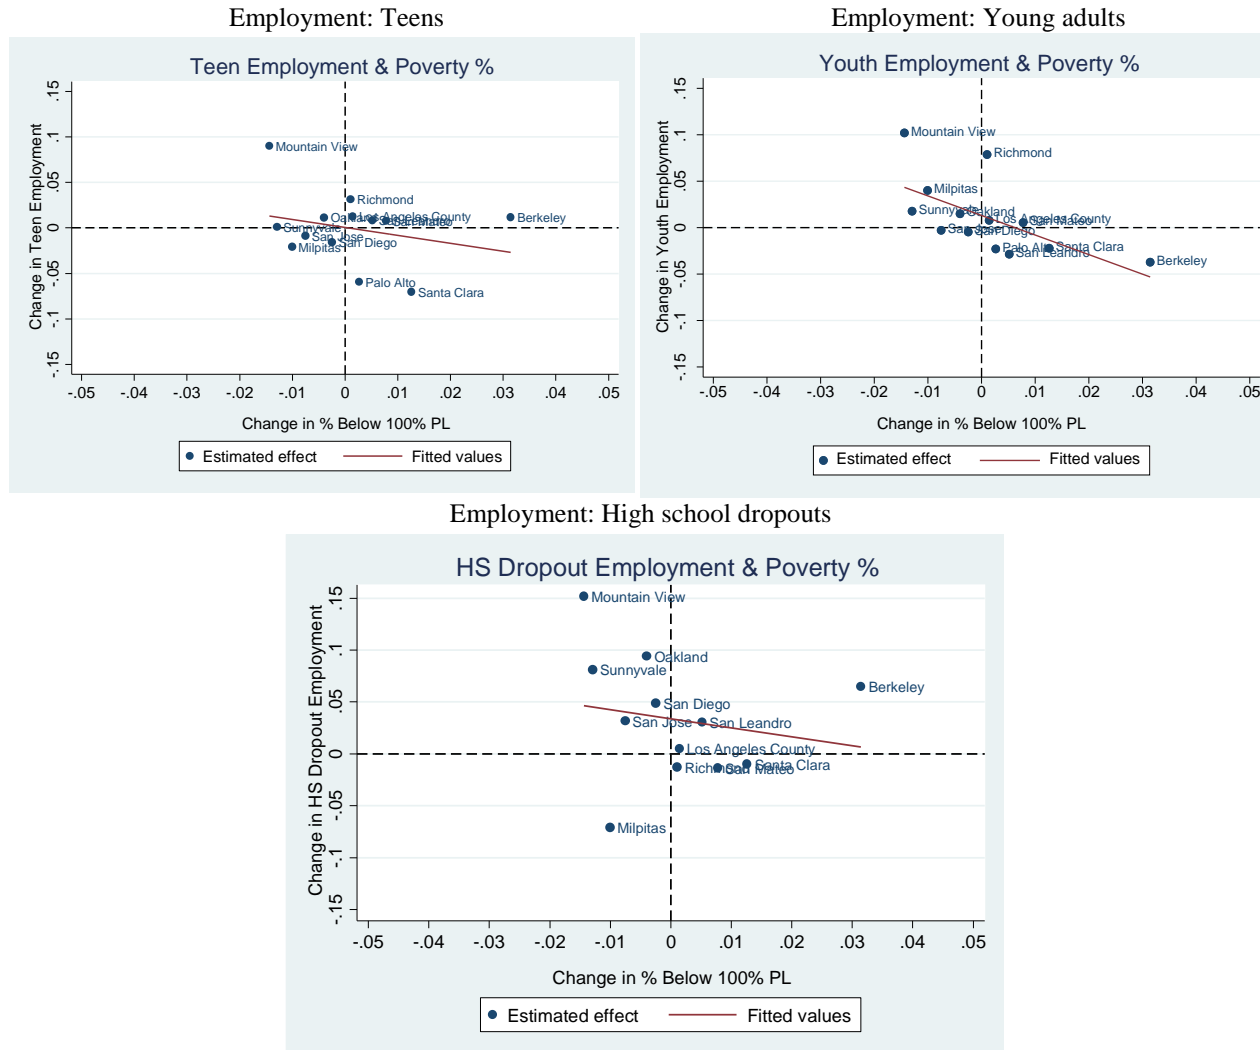 Employment: Teens
Teen Employment & Poverty %
Change in Teen Employment
.15
.1
.05
0
-.05
-.1
-.15
Mountain View
Richmond
Oakland
Los Angeles County
San Leandro
San Mateo
Berkeley
Sunnyvale
San Jose
San Diego
Milpitas
Palo Alto
Santa Clara
-.05 -.04 -.03 -.02 -.01 0 .01 .02 .03 .04 .05
Change in % Below 100% PL
Estimated effect Fitted values
Employment: Young adults
Youth Employment & Poverty %
Change in Youth Employment
.15
.1
.05
0
-.05
-.1
-.15
Mountain View
Richmond
Milpitas
Sunnyvale
Oakland
Los Angeles County
San Mateo
San Jose
San Diego
Palo Alto
Santa Clara
San Leandro
Berkeley
-.05 -.04 -.03 -.02 -.01 0 .01 .02 .03 .04 .05
Change in % Below 100% PL
Estimated effect Fitted values
Employment: High school dropouts
HS Dropout Employment & Poverty %
Change in HS Dropout Employment
.15
.1
.05
0
-.05
-.1
-.15
Mountain View
Oakland
Sunnyvale
Berkeley
San Diego
San Jose
San Leandro
Los Angeles County
Richmond
San Mateo
Santa Clara
Milpitas
-.05 -.04 -.03 -.02 -.01 0 .01 .02 .03 .04 .05
Change in % Below 100% PL
Estimated effect Fitted values